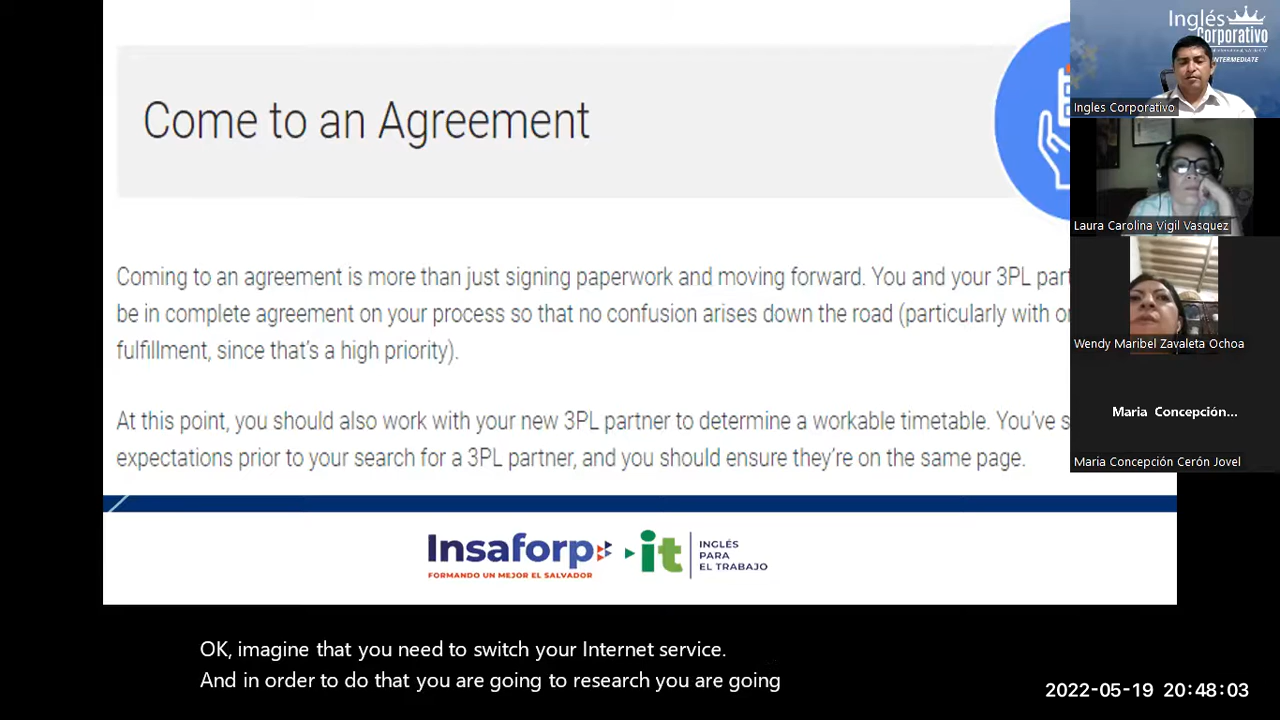 Come to an Agreement
Coming to an agreement is more than just signing paperwork and moving forward. You and your 3PL
be in complete agreement on your process so that no confusion arises down the road (particularly with
fulfillment, since that's a high priority).
At this point, you should also work with your new 3PL partner to determine a workable timetable. You've
expectations prior to your search for a 3PL partner, and you should ensure they're on the same page.
Insaforp
FORMANDO UN MEJOR EL SALVADOR
it
INGLÉS
PARA
EL TRABAJO
OK, imagine that you need to switch your Internet service.
And in order to do that you are going to research you are going
2022-05-19 20:48:03
Inglés
Corporativo
INTERMEDIATE
Ingles Corporativo
Laura Carolina Vigil Vasquez
Wendy Maribel Zavaleta Ochoa
Maria Concepción...
Maria Concepción Cerón Jovel